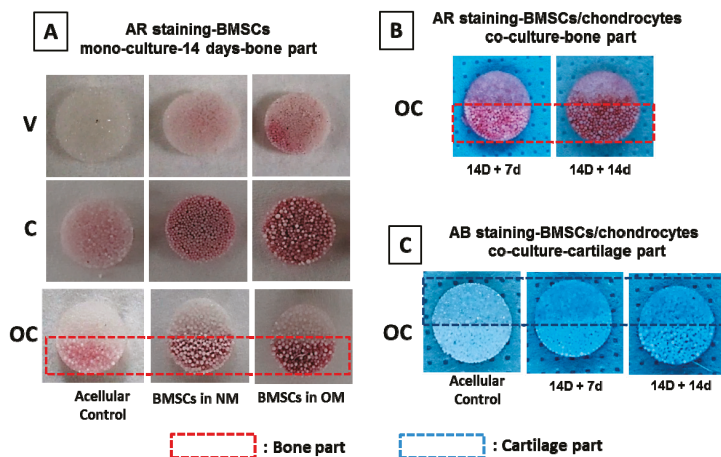 A
AR staining-BMSCs
mono-culture-14 days-bone part
V
C
OC
Acellular
Control
BMSCs in NM
BMSCs in OM
B
AR staining-BMSCs/chondrocytes
co-culture-bone part
OC
14D + 7d
14D + 14d
C
AB staining-BMSCs/chondrocytes
co-culture-cartilage part
OC
Acellular
Control
14D + 7d
14D + 14d
: Bone part
: Cartilage part